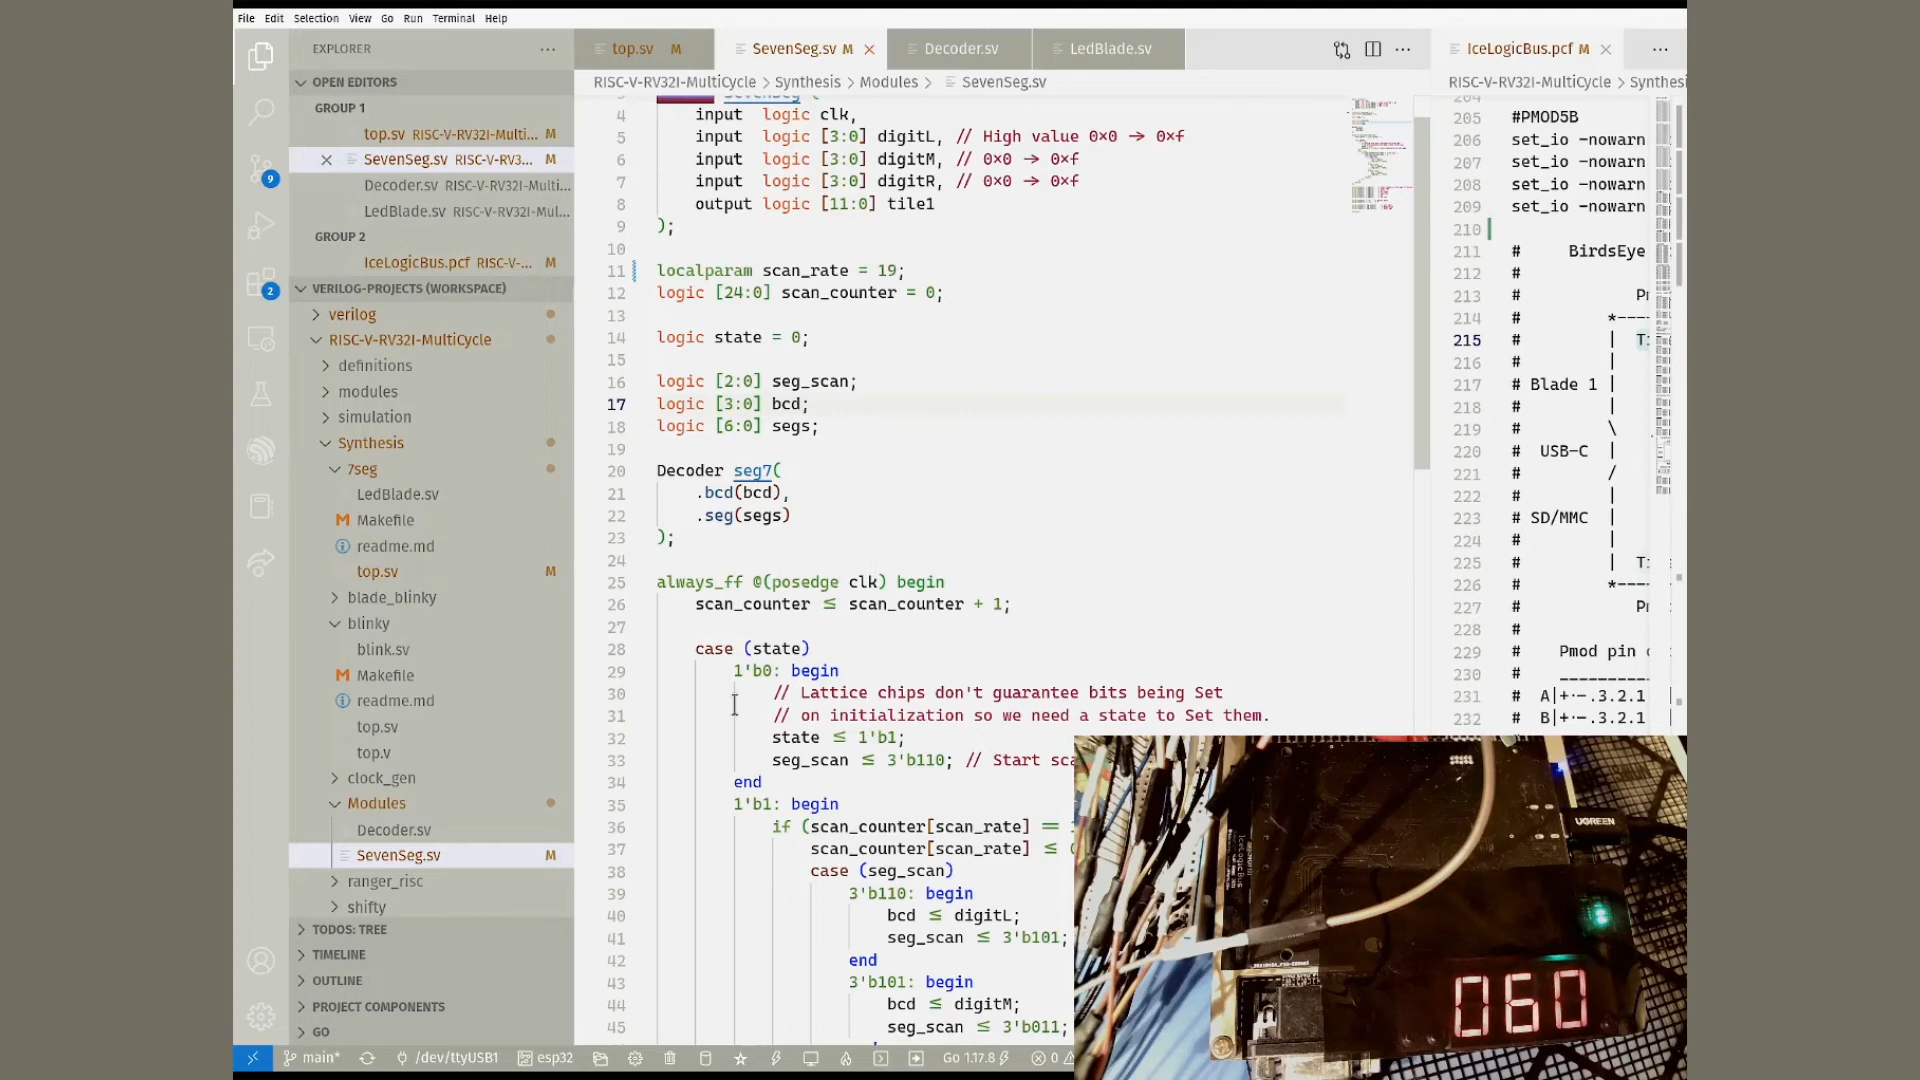 File Edit Selection View Go Run Terminal Help
EXPLORER
OPEN EDITORS
GROUP 1
top.sv RISC-V-RV32I-Multi... M
SevenSeg.sv RISC-V-RV3... M
Decoder.sv RISC-V-RV32I-Multi...
LedBlade.sv RISC-V-RV32I-Mul...
GROUP 2
IceLogicBus.pcf RISC-V-... M
VERILOG-PROJECTS (WORKSPACE)
verilog
RISC-V-RV32I-MultiCycle
definitions
modules
simulation
Synthesis
7seg
LedBlade.sv
Makefile
readme.md
top.sv M
blade_blinky
blinky
blink.sv
Makefile
readme.md
top.sv
top.v
clock_gen
Modules
Decoder.sv
SevenSeg.sv M
ranger_risc
shifty
TODOS: TREE
TIMELINE
OUTLINE
PROJECT COMPONENTS
GO
9
2
top.sv M SevenSeg.sv M Decoder.sv LedBlade.sv
RISC-V-RV32I-MultiCycle > Synthesis > Modules > SevenSeg.sv
4 input logic clk,
5 input logic [3:0] digitL, // High value 0×0 → 0×f
6 input logic [3:0] digitM, // 0×0 → 0×f
7 input logic [3:0] digitR, // 0×0 → 0×f
8 output logic [11:0] tile1
9 );
10
11 localparam scan_rate = 19;
12 logic [24:0] scan_counter = 0;
13
14 logic state = 0;
15
16 logic [2:0] seg_scan;
17 logic [3:0] bcd;
18 logic [6:0] segs;
19
20 Decoder seg7(
21 .bcd(bcd),
22 .seg(segs)
23 );
24
25 always_ff @(posedge clk) begin
26 scan_counter ≤ scan_counter + 1;
27
28 case (state)
29 1'b0: begin
30 // Lattice chips don't guarantee bits being Set
31 // on initialization so we need a state to Set them.
32 state ≤ 1'b1;
33 seg_scan ≤ 3'b110; // Start
34 end
35 1'b1: begin
36 if (scan_counter[scan_rate] ==
37 scan_counter[scan_rate] ≤
38 case (seg_scan)
39 3'b110: begin
40 bcd ≤ digitL;
41 seg_scan ≤ 3'b101;
42 end
43 3'b101: begin
44 bcd ≤ digitM;
45 seg_scan ≤ 3'b011;
IceLogicBus.pcf M
RISC-V-RV32I-MultiCycle >
205 #PMOD5B
206 set_io -nowarn
207 set_io -nowarn
208 set_io -nowarn
209 set_io -nowarn
210
211 # BirdsEye
212 #
213 #
214 # *----
215 # |
216 # |
217 # Blade 1 |
218 # |
219 # \
220 # USB-C |
221 # /
222 # |
223 # SD/MMC |
224 # |
225 # |
226 # *----
227 #
228 #
229 # Pmod pin
230 # ______
231 # A|+·-.3.2.1 |
232 # B|+·-.3.2.1 |
UGREEN
IceLogicBus
060
main* /dev/ttyUSB1 esp32 Go 1.17.8 0